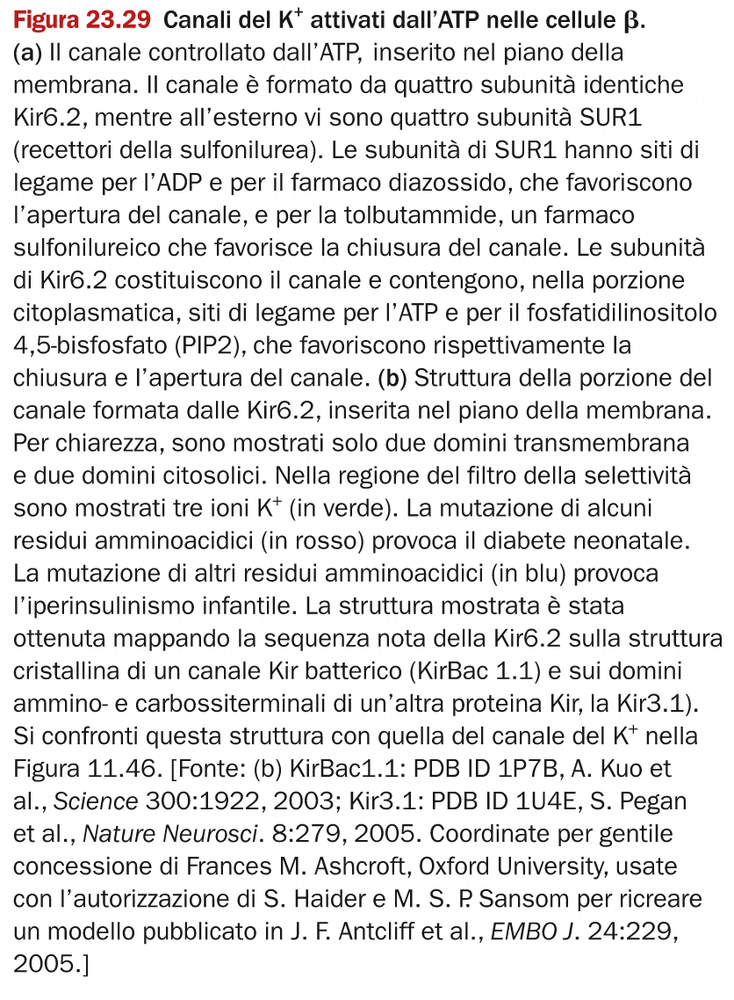 Figura 23.29 Canali del K⁺ attivati dall’ATP nelle cellule β.
(a) Il canale controllato dall’ATP, inserito nel piano della
membrana. Il canale è formato da quattro subunità identiche
Kir6.2, mentre all’esterno vi sono quattro subunità SUR1
(recettori della sulfonilurea). Le subunità di SUR1 hanno siti di
legame per l’ADP e per il farmaco diazossido, che favoriscono
l’apertura del canale, e per la tolbutammide, un farmaco
sulfonilureico che favorisce la chiusura del canale. Le subunità
di Kir6.2 costituiscono il canale e contengono, nella porzione
citoplasmatica, siti di legame per l’ATP e per il fosfatidilinositolo
4,5-bisfosfato (PIP2), che favoriscono rispettivamente la
chiusura e l’apertura del canale. (b) Struttura della porzione del
canale formata dalle Kir6.2, inserita nel piano della membrana.
Per chiarezza, sono mostrati solo due domini transmembrana
e due domini citosolici. Nella regione del filtro della selettività
sono mostrati tre ioni K⁺ (in verde). La mutazione di alcuni
residui amminoacidici (in rosso) provoca il diabete neonatale.
La mutazione di altri residui amminoacidici (in blu) provoca
l’iperinsulinismo infantile. La struttura mostrata è stata
ottenuta mappando la sequenza nota della Kir6.2 sulla struttura
cristallina di un canale Kir batterico (KirBac 1.1) e sui domini
ammino- e carbossiterminali di un’altra proteina Kir, la Kir3.1).
Si confronti questa struttura con quella del canale del K⁺ nella
Figura 11.46. [Fonte: (b) KirBac1.1: PDB ID 1P7B, A. Kuo et
al., Science 300:1922, 2003; Kir3.1: PDB ID 1U4E, S. Pegan
et al., Nature Neurosci. 8:279, 2005. Coordinate per gentile
concessione di Frances M. Ashcroft, Oxford University, usate
con l’autorizzazione di S. Haider e M. S. P. Sansom per ricreare
un modello pubblicato in J. F. Antcliff et al., EMBO J. 24:229,
2005.]